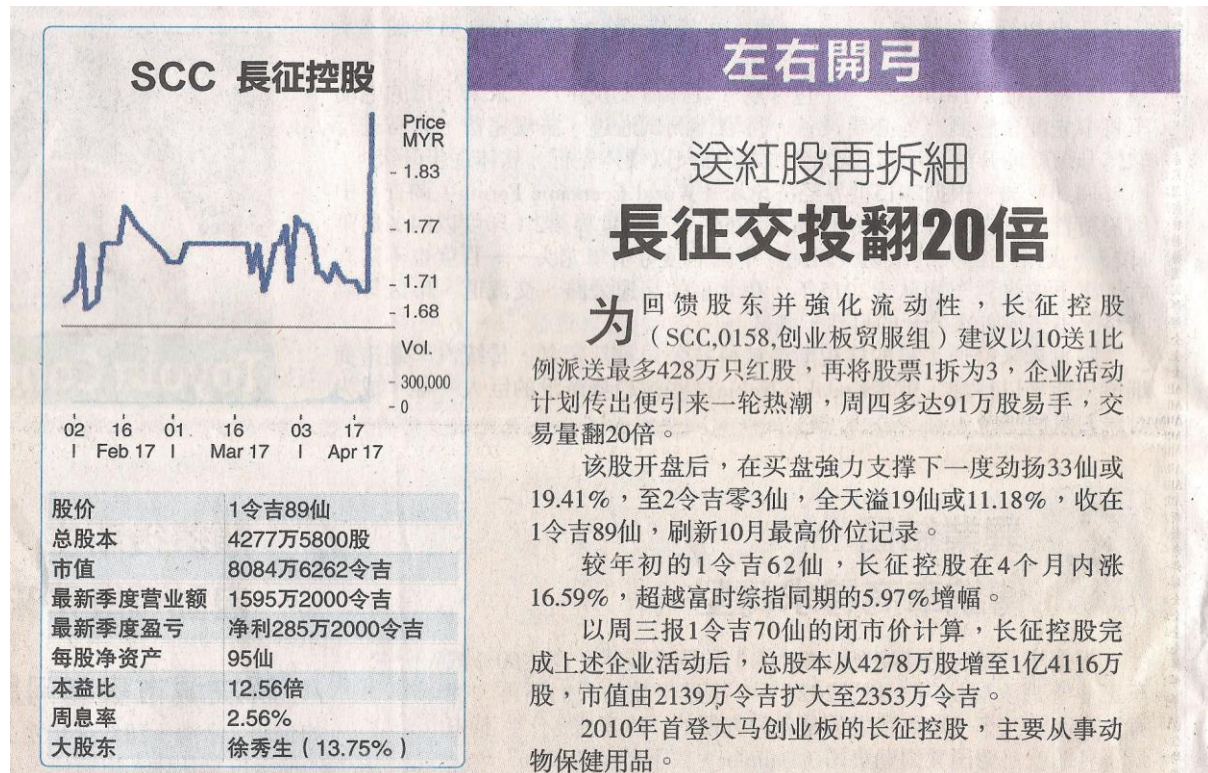 SCC 長征控股
Price
MYR
1.83
1.77
1.71
1.68
Vol.
300,000
0
02 16 01 16 03 17
Feb 17 Mar 17 Apr 17
股价 1令吉89仙
总股本 4277万5800股
市值 8084万6262令吉
最新季度营业额 1595万2000令吉
最新季度盈亏 净利285万2000令吉
每股净资产 95仙
本益比 12.56倍
周息率 2.56%
大股东 徐秀生（13.75%）
左右開弓
送紅股再拆細
長征交投翻20倍
为回馈股东并強化流动性，长征控股
（SCC,0158,创业板贸服组）建议以10送1比
例派送最多428万只红股，再将股票1拆为3，企业活动
计划传出便引来一轮热潮，周四多达91万股易手，交
易量翻20倍。
该股开盘后，在买盘強力支撑下一度劲扬33仙或
19.41%，至2令吉零3仙，全天溢19仙或11.18%，收在
1令吉89仙，刷新10月最高价位记录。
较年初的1令吉62仙，长征控股在4个月内涨
16.59%，超越富时综指同期的5.97%增幅。
以周三报1令吉70仙的闭市价计算，长征控股完
成上述企业活动后，总股本从4278万股增至1亿4116万
股，市值由2139万令吉扩大至2353万令吉。
2010年首登大马创业板的长征控股，主要从事动
物保健用品。